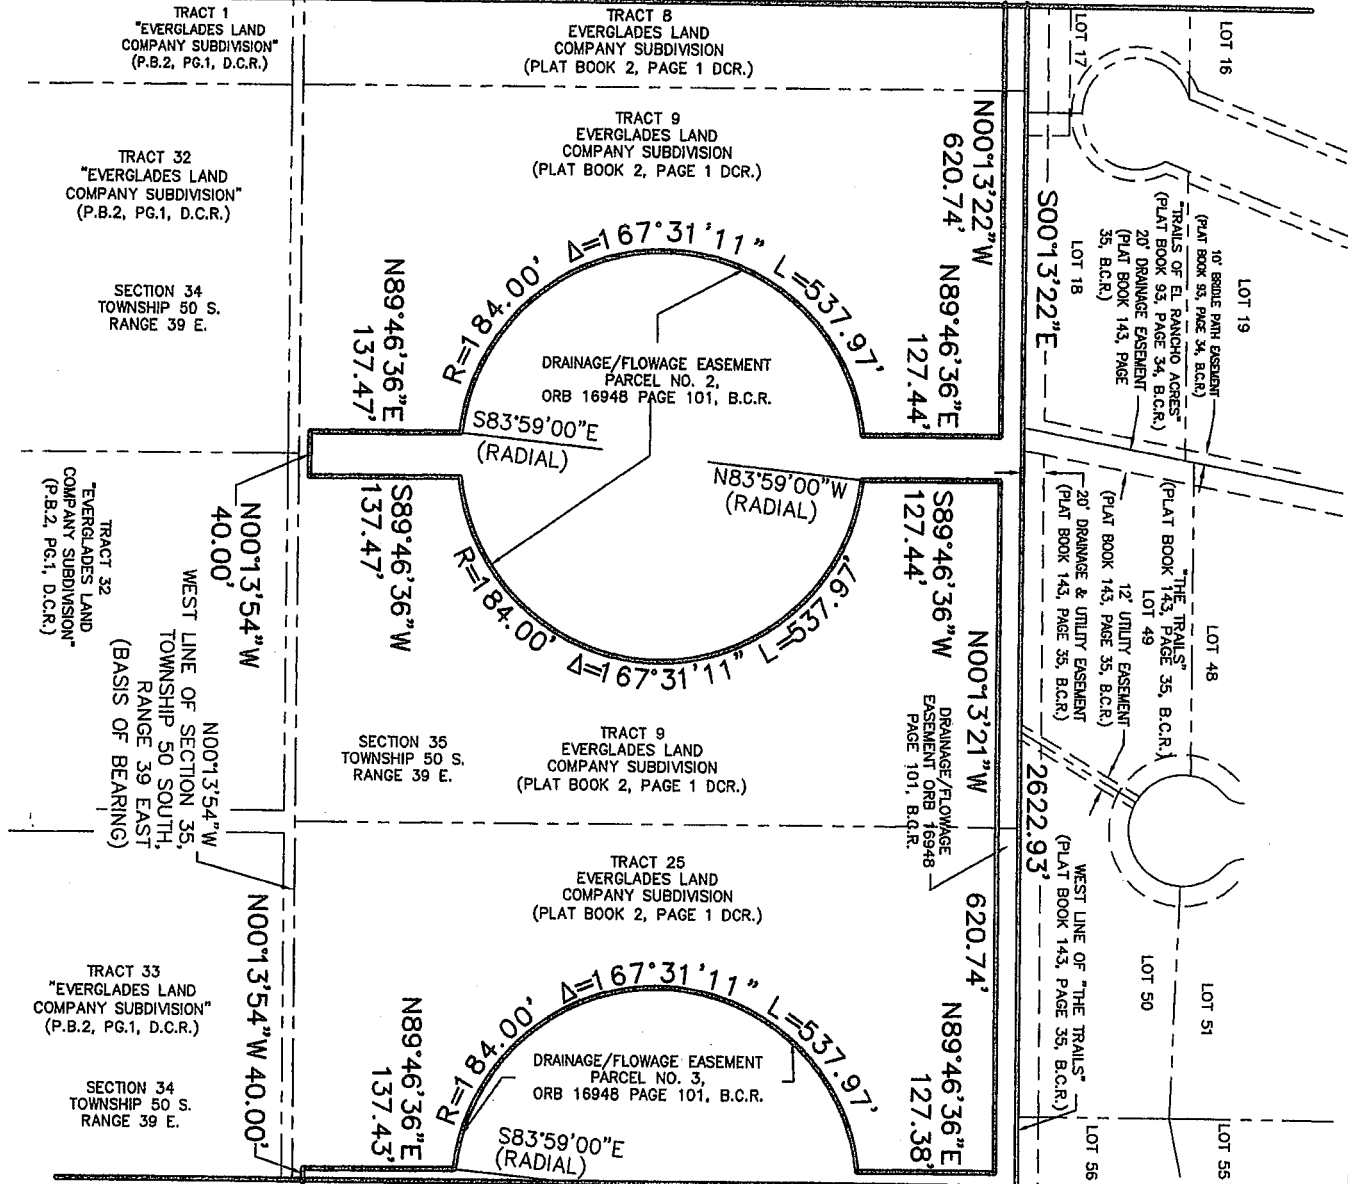 TRACT 1
"EVERGLADES LAND
COMPANY SUBDIVISION"
(P.B.2, PG.1, D.C.R.)
TRACT 8
EVERGLADES LAND
COMPANY SUBDIVISION
(PLAT BOOK 2, PAGE 1 DCR.)
LOT 17
LOT 16
TRACT 9
EVERGLADES LAND
COMPANY SUBDIVISION
(PLAT BOOK 2, PAGE 1 DCR.)
N00°13'22"W
620.74'
TRACT 32
"EVERGLADES LAND
COMPANY SUBDIVISION"
(P.B.2, PG.1, D.C.R.)
SECTION 34
TOWNSHIP 50 S.
RANGE 39 E.
S00°13'22"E
2622.93'
LOT 18
LOT 19
10' BRIDLE PATH EASEMENT
(PLAT BOOK 93, PAGE 34, B.C.R.)
"TRAILS OF EL RANCHO ACRES"
(PLAT BOOK 93, PAGE 34, B.C.R.)
20' DRAINAGE EASEMENT
(PLAT BOOK 143, PAGE
35, B.C.R.)
N89°46'36"E
137.47'
R=184.00' Δ=167°31'11" L=537.97'
N89°46'36"E
127.44'
DRAINAGE/FLOWAGE EASEMENT
PARCEL NO. 2,
ORB 16948 PAGE 101, B.C.R.
S83°59'00"E
(RADIAL)
N83°59'00"W
(RADIAL)
N00°13'54"W
40.00'
S89°46'36"W
137.47'
R=184.00' Δ=167°31'11" L=537.97'
S89°46'36"W
127.44'
TRACT 32
"EVERGLADES LAND
COMPANY SUBDIVISION"
(P.B.2, PG.1, D.C.R.)
N00°13'54"W
WEST LINE OF SECTION 35,
TOWNSHIP 50 SOUTH,
RANGE 39 EAST
(BASIS OF BEARING)
"THE TRAILS"
(PLAT BOOK 143, PAGE 35, B.C.R.)
LOT 49
LOT 48
12' UTILITY EASEMENT
(PLAT BOOK 143, PAGE 35, B.C.R.)
20' DRAINAGE & UTILITY EASEMENT
(PLAT BOOK 143, PAGE 35, B.C.R.)
N00°13'21"W
620.74'
DRAINAGE/FLOWAGE
EASEMENT ORB 16948
PAGE 101, B.C.R.
SECTION 35
TOWNSHIP 50 S.
RANGE 39 E.
TRACT 9
EVERGLADES LAND
COMPANY SUBDIVISION
(PLAT BOOK 2, PAGE 1 DCR.)
TRACT 25
EVERGLADES LAND
COMPANY SUBDIVISION
(PLAT BOOK 2, PAGE 1 DCR.)
WEST LINE OF "THE TRAILS"
(PLAT BOOK 143, PAGE 35, B.C.R.)
LOT 50
LOT 51
LOT 56
LOT 55
TRACT 33
"EVERGLADES LAND
COMPANY SUBDIVISION"
(P.B.2, PG.1, D.C.R.)
SECTION 34
TOWNSHIP 50 S.
RANGE 39 E.
N00°13'54"W 40.00'
N89°46'36"E
137.43'
R=184.00' Δ=167°31'11" L=537.97'
N89°46'36"E
127.38'
DRAINAGE/FLOWAGE EASEMENT
PARCEL NO. 3,
ORB 16948 PAGE 101, B.C.R.
S83°59'00"E
(RADIAL)